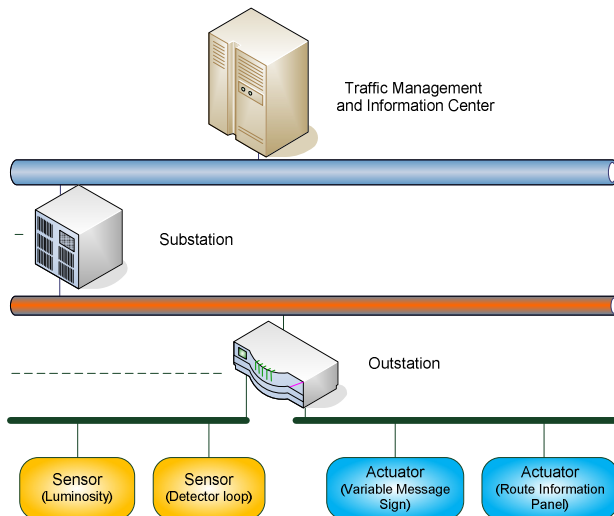 Traffic Management
and Information Center
Substation
Outstation
Sensor
(Luminosity)
Sensor
(Detector loop)
Actuator
(Variable Message
Sign)
Actuator
(Route Information
Panel)